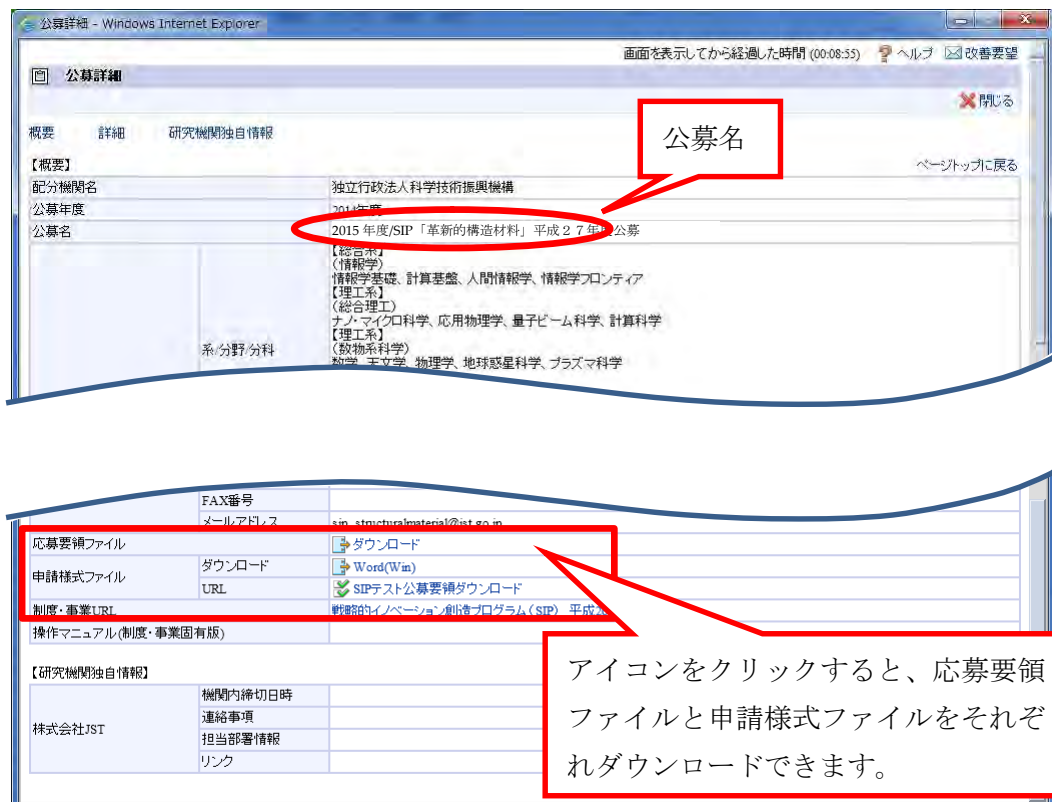 公募詳細 - Windows Internet Explorer
画面を表示してから経過した時間 (00:08:55) ヘルプ 改善要望
公募詳細
閉じる
概要 詳細 研究機関独自情報
公募名
【概要】 ページトップに戻る
配分機関名 独立行政法人科学技術振興機構
公募年度 2014年度
公募名 2015 年度/SIP「革新的構造材料」平成27年度公募
【総合系】
(情報学)
情報学基礎、計算基盤、人間情報学、情報学フロンティア
【理工系】
(総合理工)
ナノ・マイクロ科学、応用物理学、量子ビーム科学、計算科学
【理工系】
系/分野/分科 (数物系科学)
数学、天文学、物理学、地球惑星科学、プラズマ科学
FAX番号
メールアドレス sip_structuralmaterial@jst.go.jp
応募要領ファイル ダウンロード
申請様式ファイル ダウンロード Word(Win)
URL SIPテスト公募要領ダウンロード
制度・事業URL 戦略的イノベーション創造プログラム(SIP) 平成2
操作マニュアル(制度・事業固有版)
【研究機関独自情報】
株式会社JST 機関内締切日時
連絡事項
担当部署情報
リンク
アイコンをクリックすると、応募要領
ファイルと申請様式ファイルをそれぞ
れダウンロードできます。